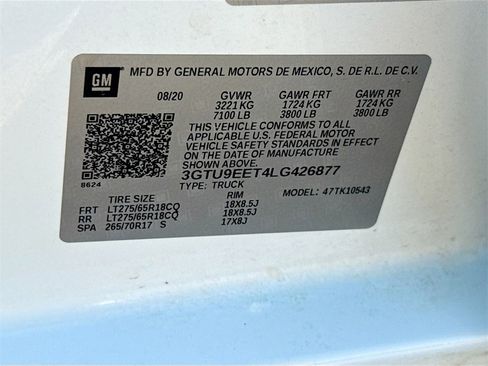 GM
MFD BY GENERAL MOTORS DE MEXICO, S. DE R.L. DE C.V.
08/20 GVWR GAWR FRT GAWR RR
3221 KG 1724 KG 1724 KG
7100 LB 3800 LB 3800 LB
THIS VEHICLE CONFORMS TO ALL
APPLICABLE U.S. FEDERAL MOTOR
VEHICLE SAFETY STANDARDS IN EFFECT
ON THE DATE OF MANUFACTURE
SHOWN ABOVE.
3GTU9EET4LG426877
8624 TYPE: TRUCK MODEL: 47TK10543
TIRE SIZE RIM
FRT LT275/65R18CQ 18X8.5J
RR LT275/65R18CQ 18X8.5J
SPA 265/70R17 S 17X8J